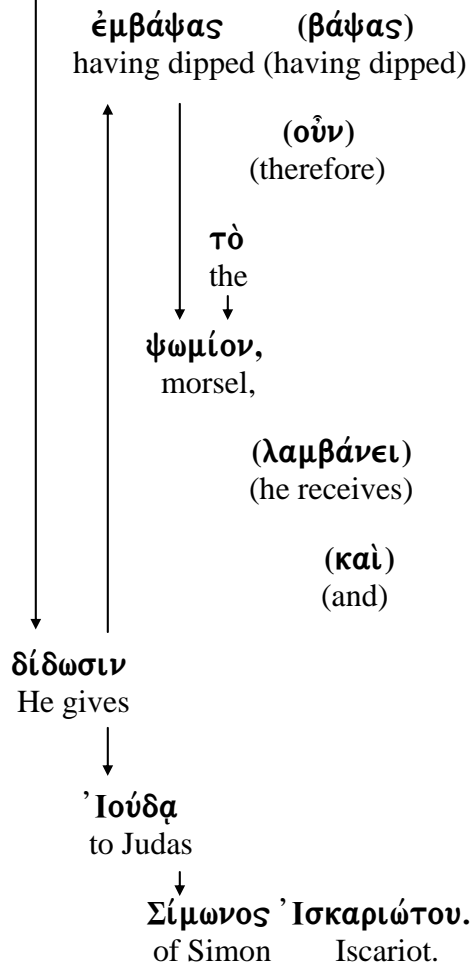 ἐμβάψας (βάψας)
having dipped (having dipped)
(οὖν)
(therefore)
τὸ
the
ψωμίον,
morsel,
(λαμβάνει)
(he receives)
(καὶ)
(and)
δίδωσιν
He gives
Ἰούδᾳ
to Judas
Σίμωνος Ἰσκαριώτου.
of Simon Iscariot.